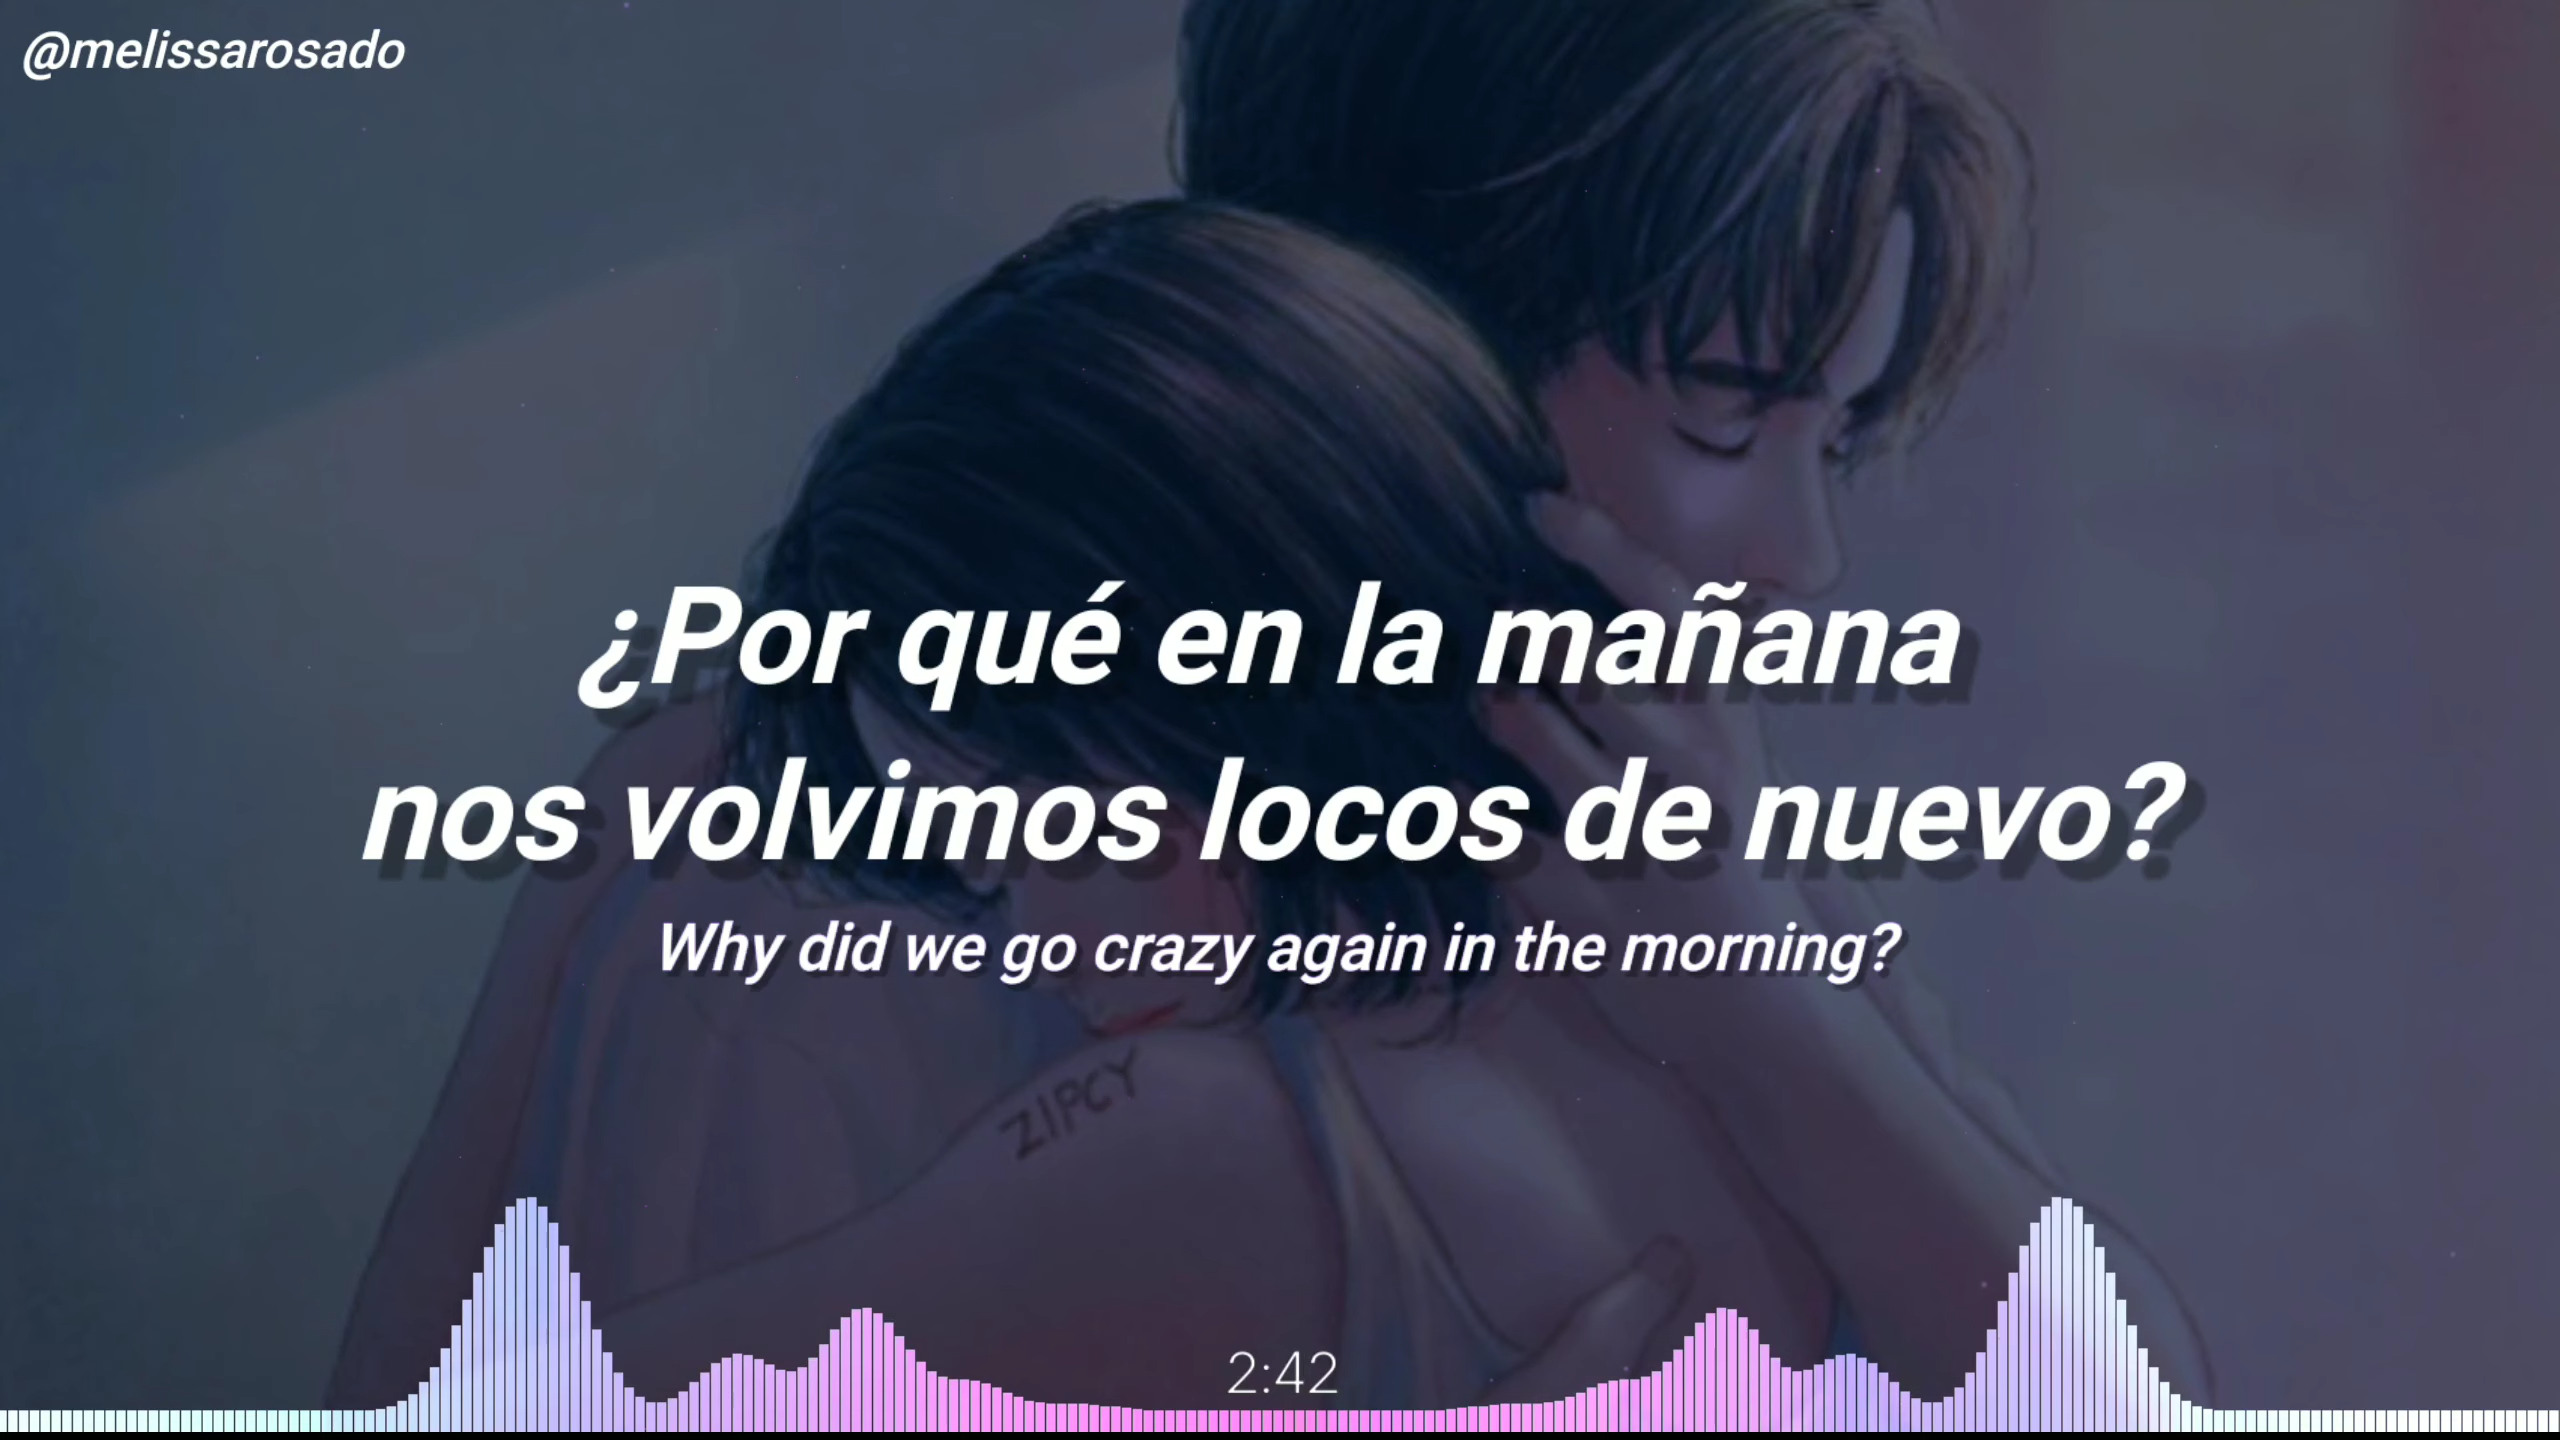 @melissarosado
¿Por qué en la mañana
nos volvimos locos de nuevo?
Why did we go crazy again in the morning?
ZIPCY
2:42